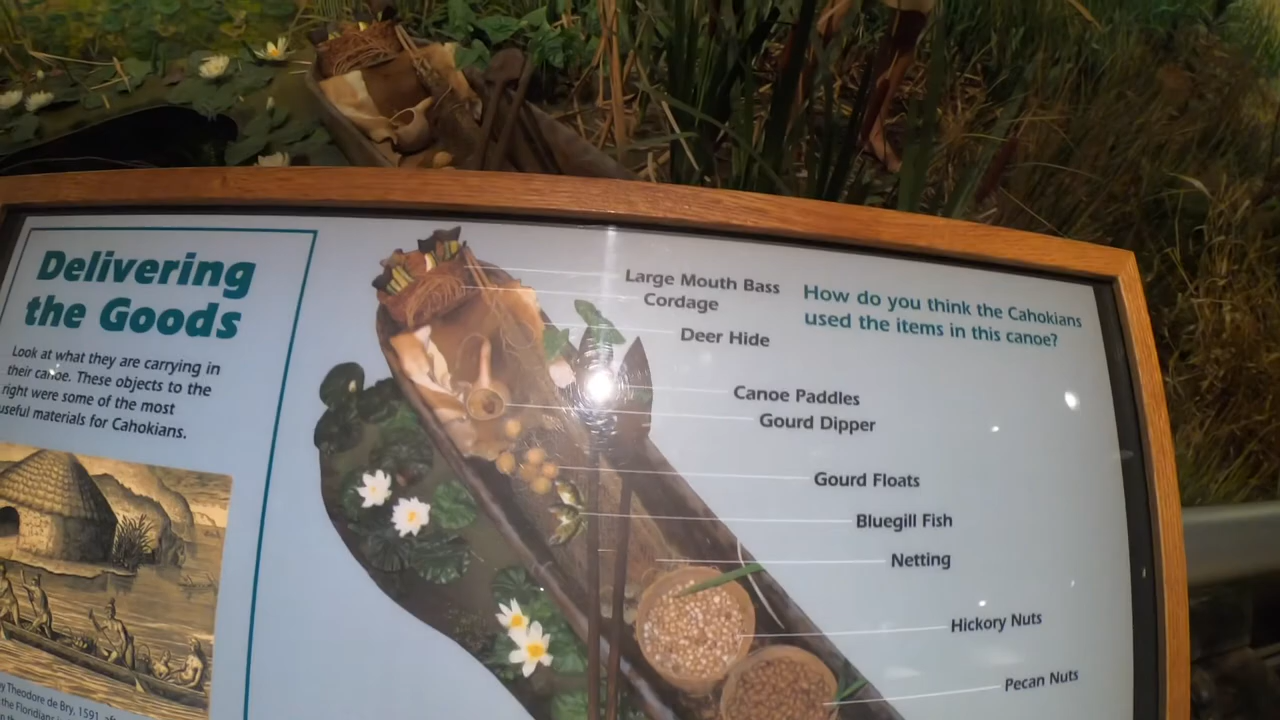 Delivering
the Goods
Look at what they are carrying in
their canoe. These objects to the
right were some of the most
useful materials for Cahokians.
y Theodore de Bry, 1591,
the Floridians
Large Mouth Bass
Cordage
Deer Hide
Canoe Paddles
Gourd Dipper
Gourd Floats
Bluegill Fish
Netting
Hickory Nuts
Pecan Nuts
How do you think the Cahokians
used the items in this canoe?